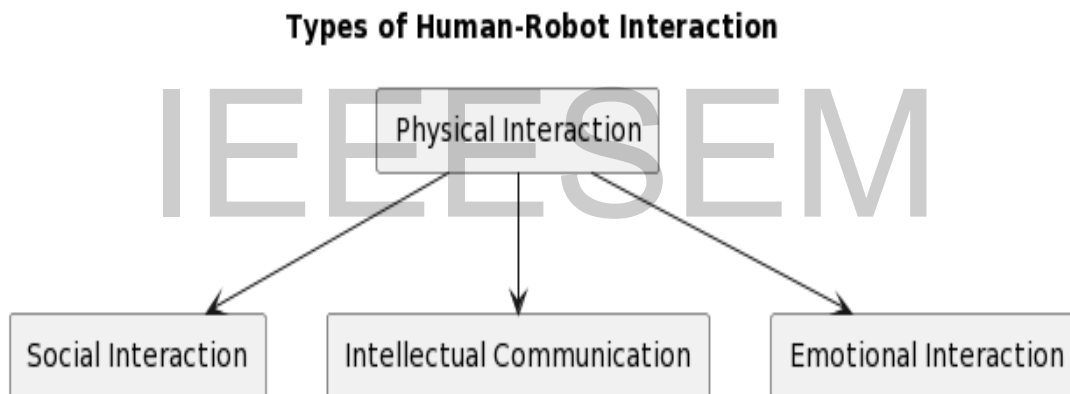 Types of Human-Robot Interaction
IEEESEM
Physical Interaction
Social Interaction
Intellectual Communication
Emotional Interaction